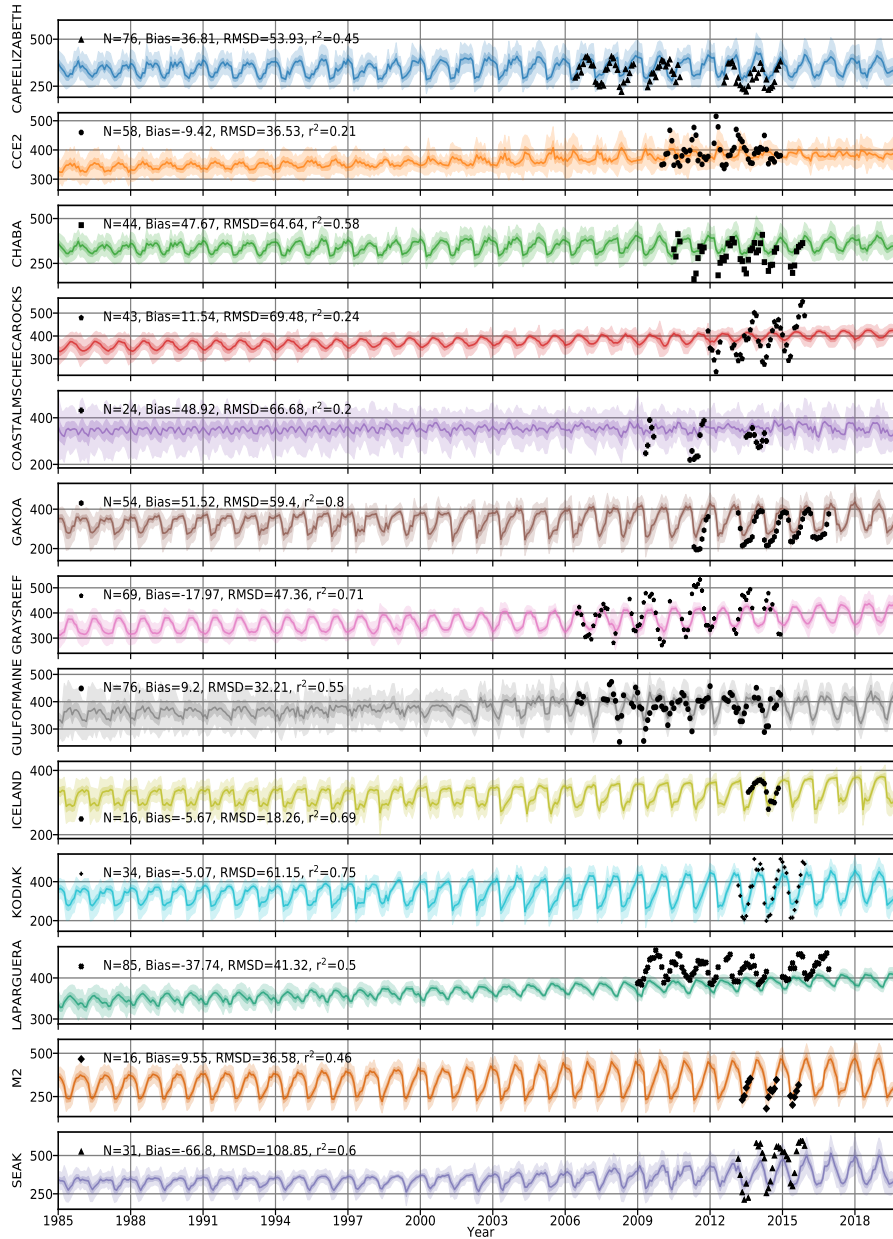 CAPEELIZABETH
500
250
N=76, Bias=36.81, RMSD=53.93, r²=0.45
CCE2
500
400
300
N=58, Bias=-9.42, RMSD=36.53, r²=0.21
CHABA
500
250
N=44, Bias=47.67, RMSD=64.64, r²=0.58
COASTALMSCHEECAROCKS
500
400
300
N=43, Bias=11.54, RMSD=69.48, r²=0.24
400
200
N=24, Bias=48.92, RMSD=66.68, r²=0.2
GAKOA
400
200
N=54, Bias=51.52, RMSD=59.4, r²=0.8
GRAYSREEF
500
400
300
N=69, Bias=-17.97, RMSD=47.36, r²=0.71
GULFOFMAINE
500
400
300
N=76, Bias=9.2, RMSD=32.21, r²=0.55
ICELAND
400
200
N=16, Bias=-5.67, RMSD=18.26, r²=0.69
KODIAK
400
200
N=34, Bias=-5.07, RMSD=61.15, r²=0.75
LAPARGUERA
400
300
N=85, Bias=-37.74, RMSD=41.32, r²=0.5
M2
500
250
N=16, Bias=9.55, RMSD=36.58, r²=0.46
SEAK
500
250
N=31, Bias=-66.8, RMSD=108.85, r²=0.6
1985 1988 1991 1994 1997 2000 2003 2006 2009 2012 2015 2018
Year